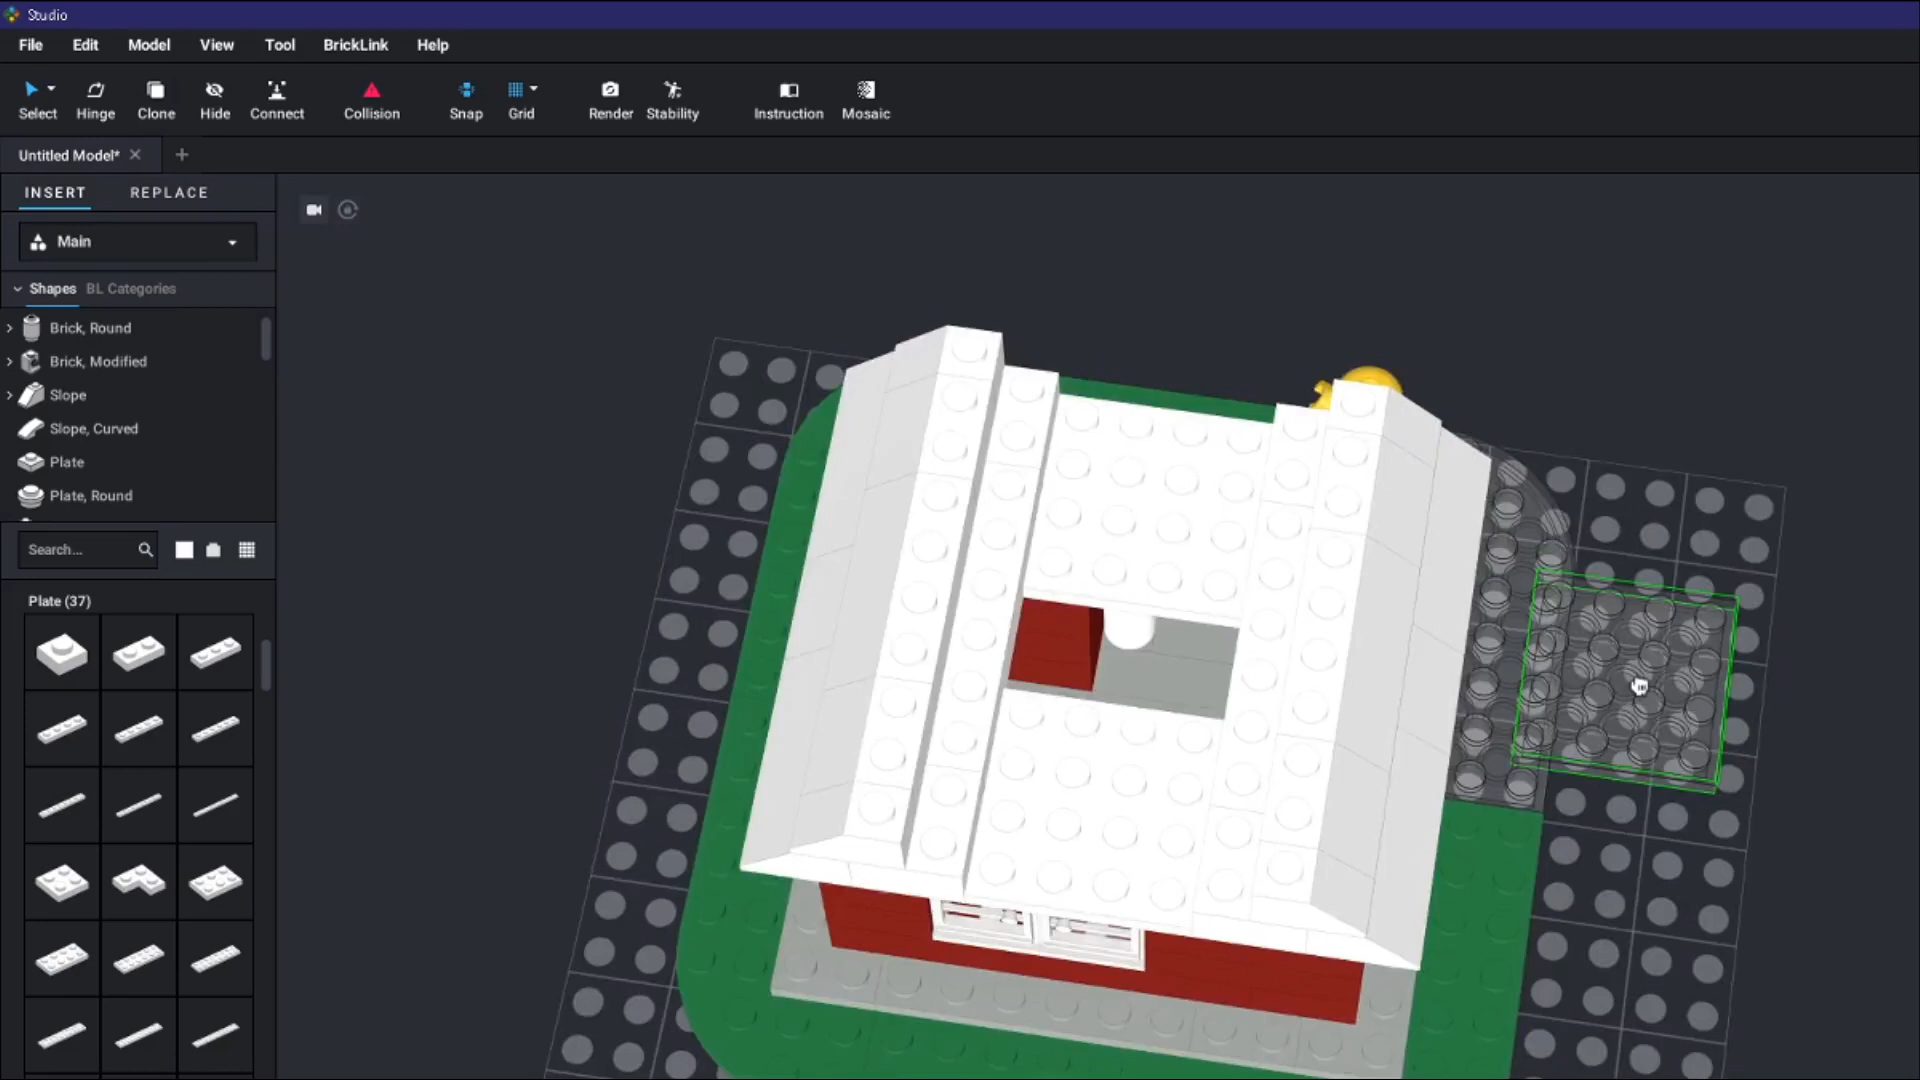 Studio
File Edit Model View Tool BrickLink Help
Select Hinge Clone Hide Connect Collision Snap Grid Render Stability Instruction Mosaic
Untitled Model*
INSERT REPLACE
Main
Shapes BL Categories
Brick, Round
Brick, Modified
Slope
Slope, Curved
Plate
Plate, Round
Search...
Plate (37)